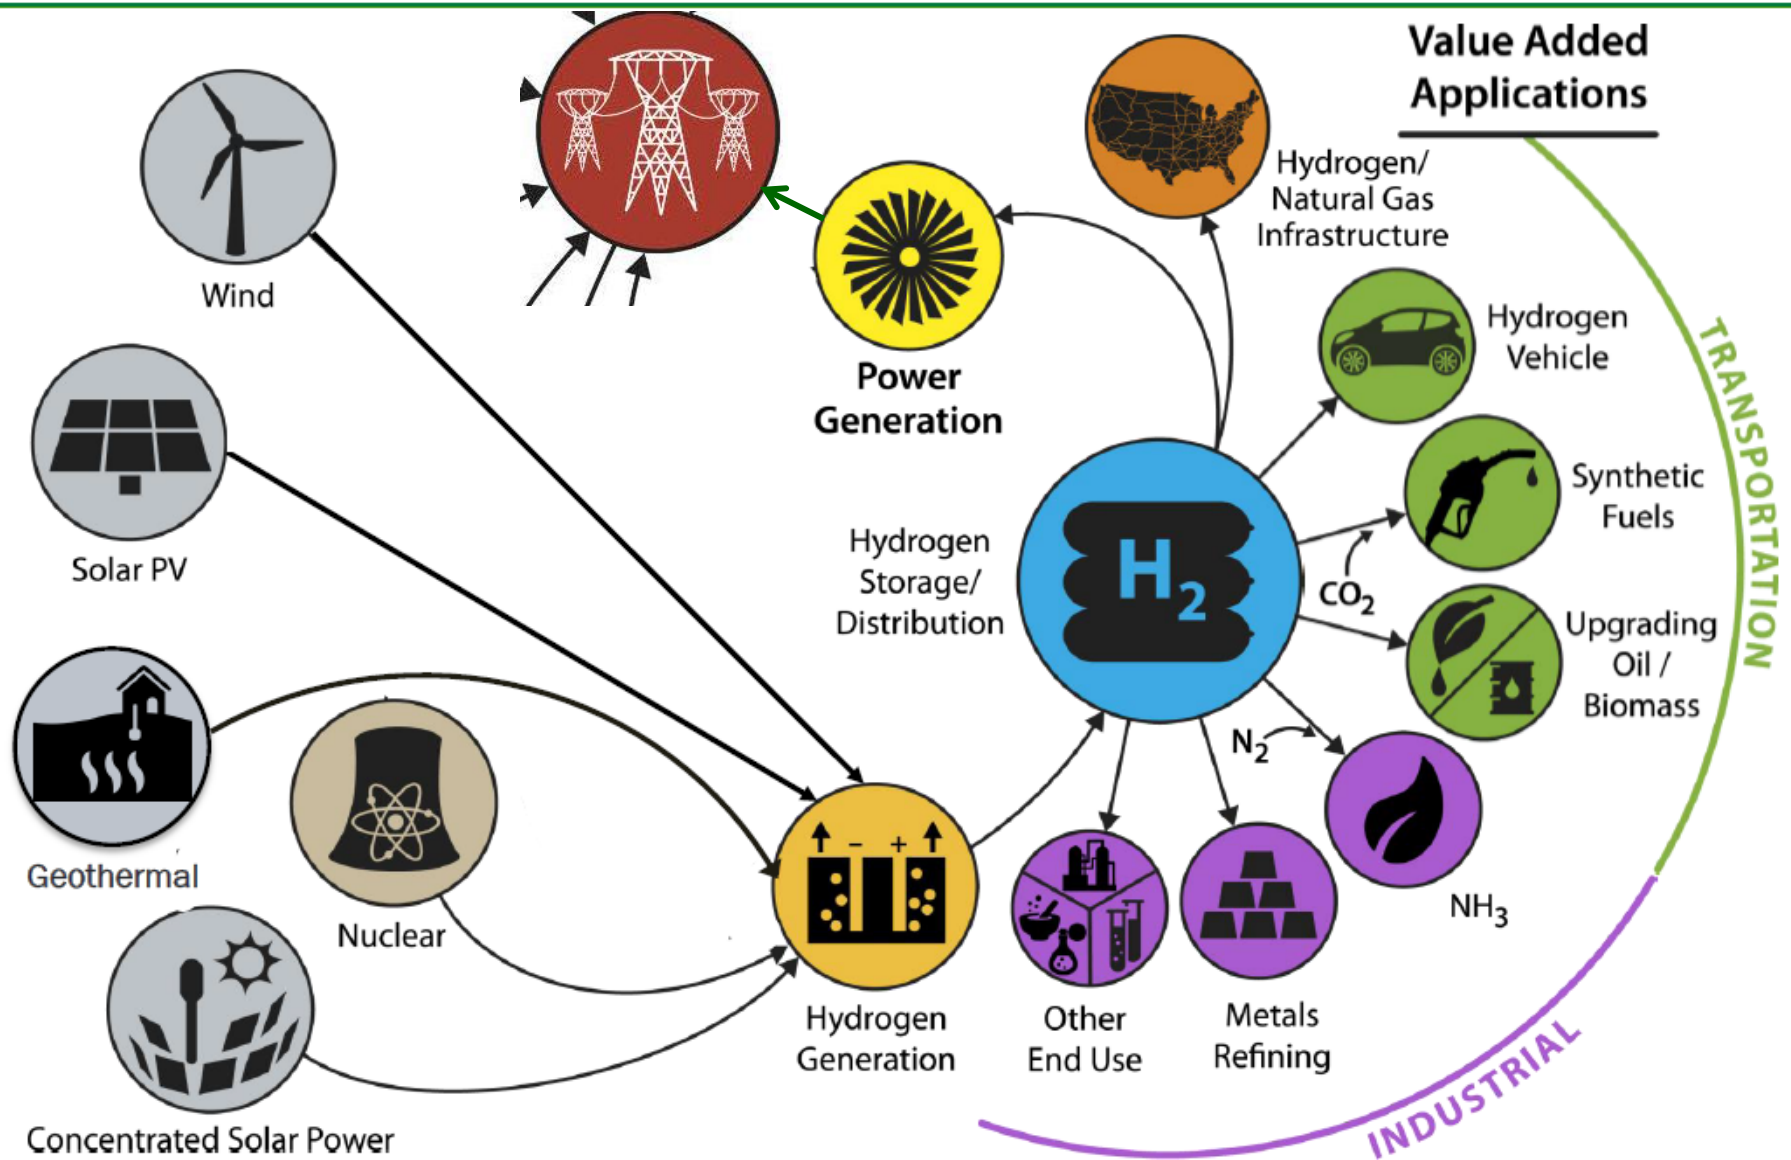 Value Added
Applications
Wind
Hydrogen/
Natural Gas
Infrastructure
Hydrogen
Vehicle
Power
Generation
Synthetic
Fuels
Solar PV
Hydrogen
Storage/
Distribution
H2
CO2
Upgrading
Oil /
Biomass
N2
Geothermal
Nuclear
- +
NH3
Hydrogen
Generation
Other
End Use
Metals
Refining
Concentrated Solar Power
TRANSPORTATION
INDUSTRIAL